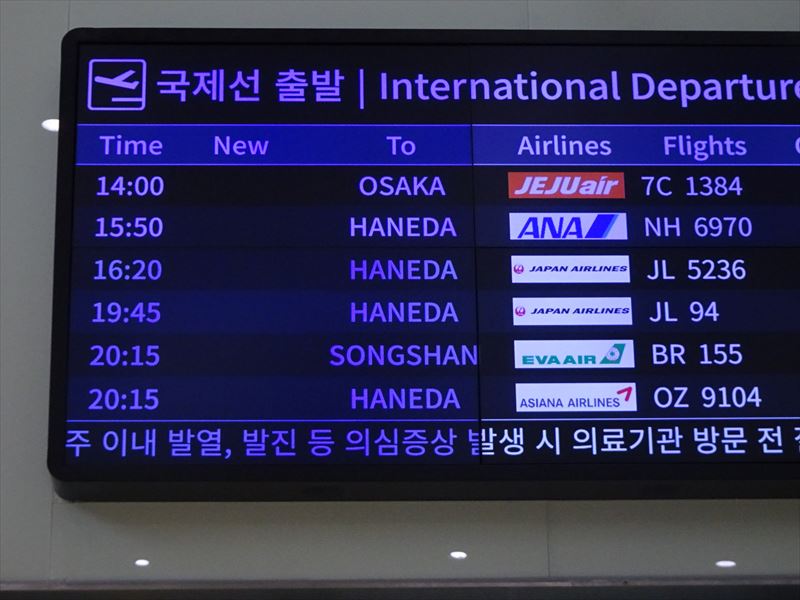 국제선 출발 | International Departure
Time New To Airlines Flights
14:00 OSAKA JEJUair 7C 1384
15:50 HANEDA ANA NH 6970
16:20 HANEDA JAPAN AIRLINES JL 5236
19:45 HANEDA JAPAN AIRLINES JL 94
20:15 SONGSHAN EVA AIR BR 155
20:15 HANEDA ASIANA AIRLINES OZ 9104
주 이내 발열, 발진 등 의심증상 발생 시 의료기관 방문 전